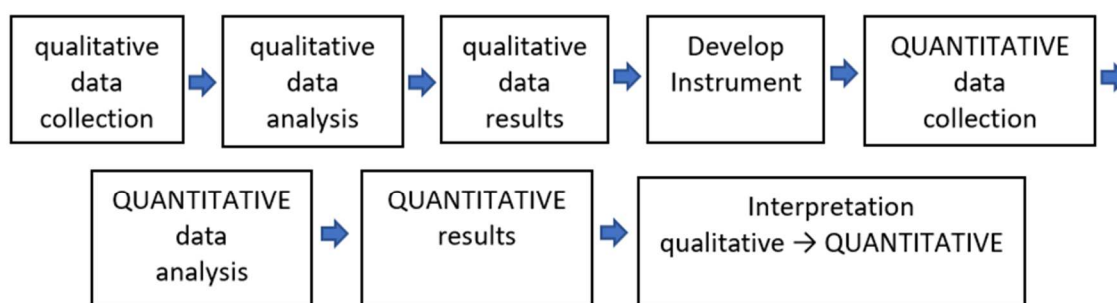 qualitative
data
collection
qualitative
data
analysis
qualitative
data
results
Develop
Instrument
QUANTITATIVE
data
collection
QUANTITATIVE
data
analysis
QUANTITATIVE
results
Interpretation
qualitative → QUANTITATIVE